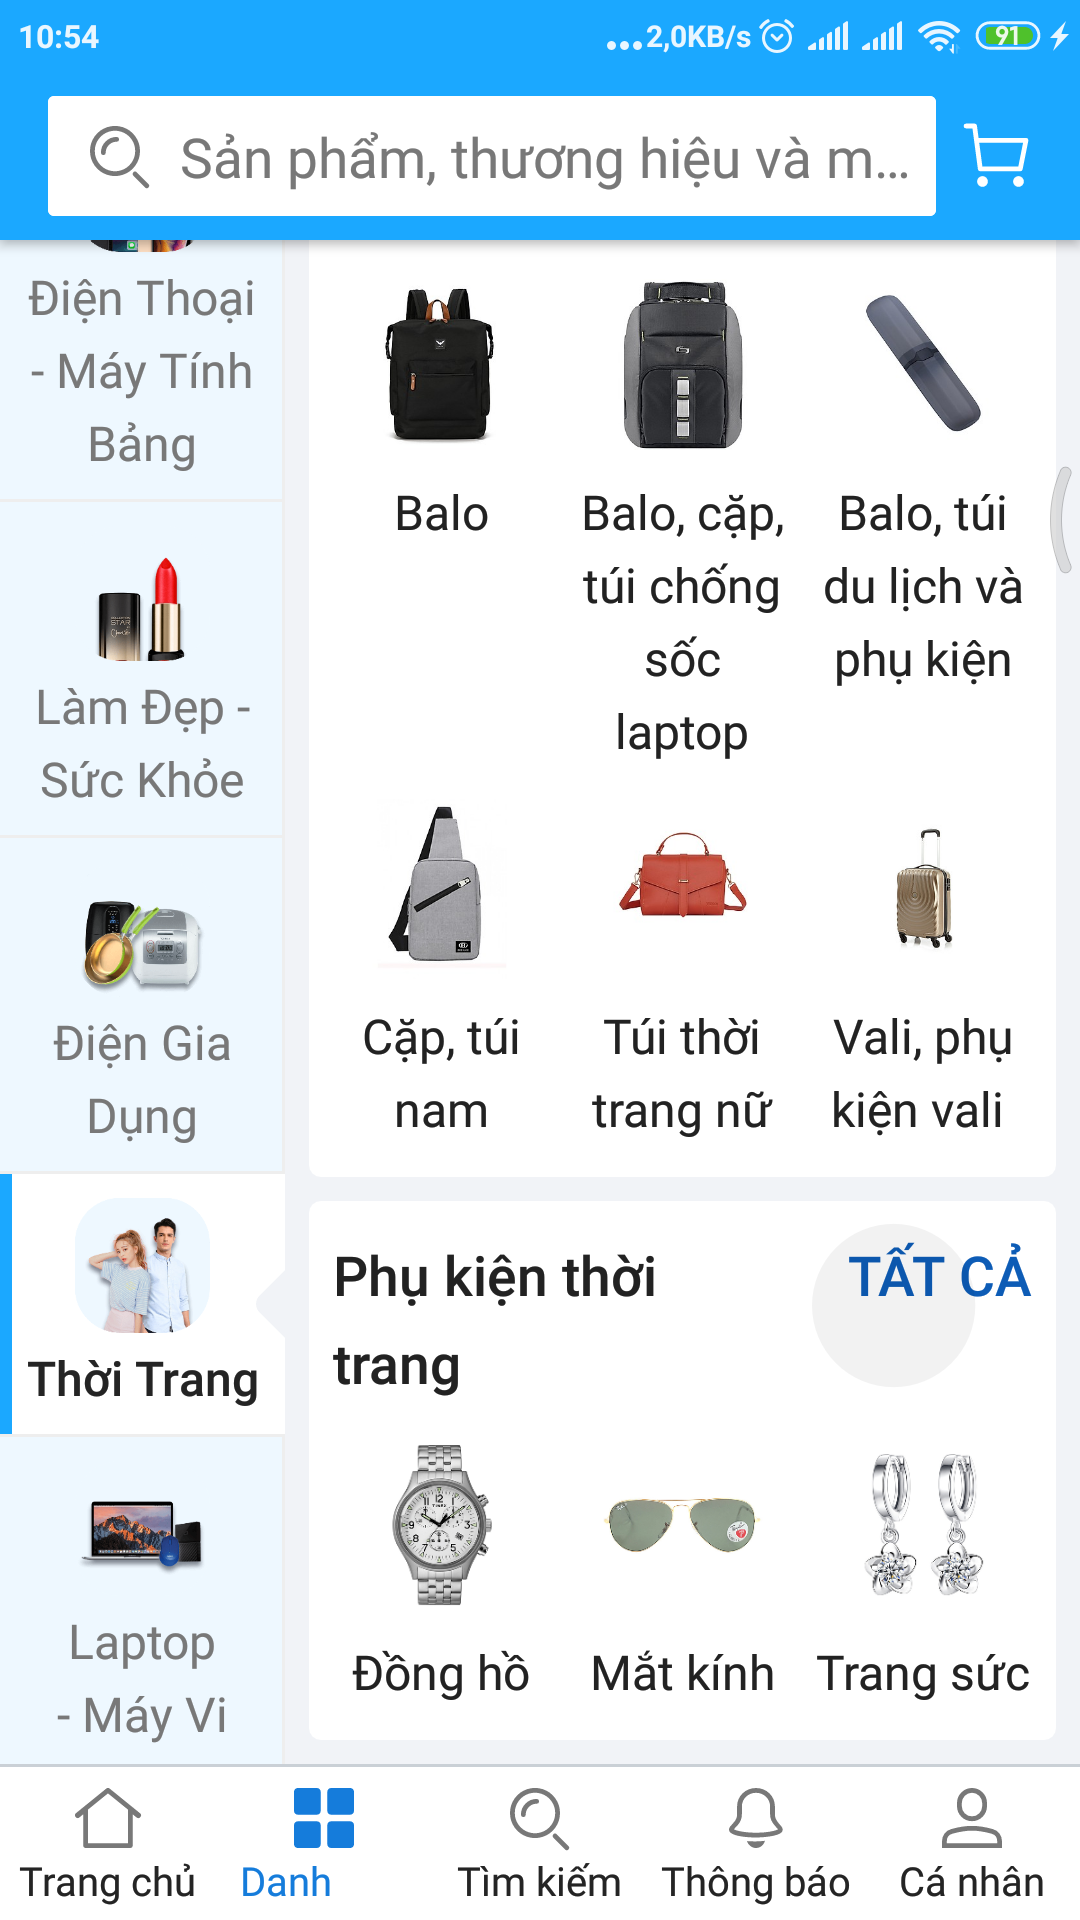 10:54
...2,0KB/s
91
Sản phẩm, thương hiệu và m...
Điện Thoại
- Máy Tính
Bảng
Làm Đẹp -
Sức Khỏe
Điện Gia
Dụng
Thời Trang
Laptop
- Máy Vi
Balo
Balo, cặp,
túi chống
sốc
laptop
Balo, túi
du lịch và
phụ kiện
Cặp, túi
nam
Túi thời
trang nữ
Vali, phụ
kiện vali
Phụ kiện thời
trang
TẤT CẢ
Đồng hồ
Mắt kính
Trang sức
Trang chủ
Danh
Tìm kiếm
Thông báo
Cá nhân